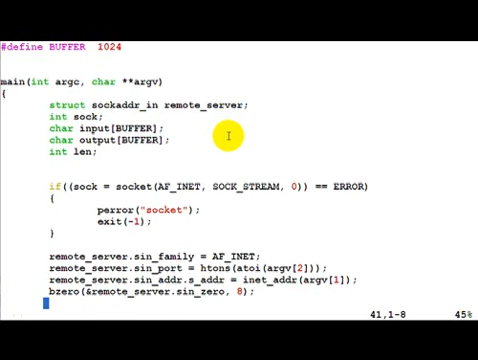 #define BUFFER  1024
main(int argc, char **argv)
{
struct sockaddr_in remote_server;
int sock;
char input[BUFFER];
char output[BUFFER];
int len;
if((sock = socket(AF_INET, SOCK_STREAM, 0)) == ERROR)
{
perror("socket");
exit(-1);
}
remote_server.sin_family = AF_INET;
remote_server.sin_port = htons(atoi(argv[2]));
remote_server.sin_addr.s_addr = inet_addr(argv[1]);
bzero(&remote_server.sin_zero, 8);
41,1-8 45%